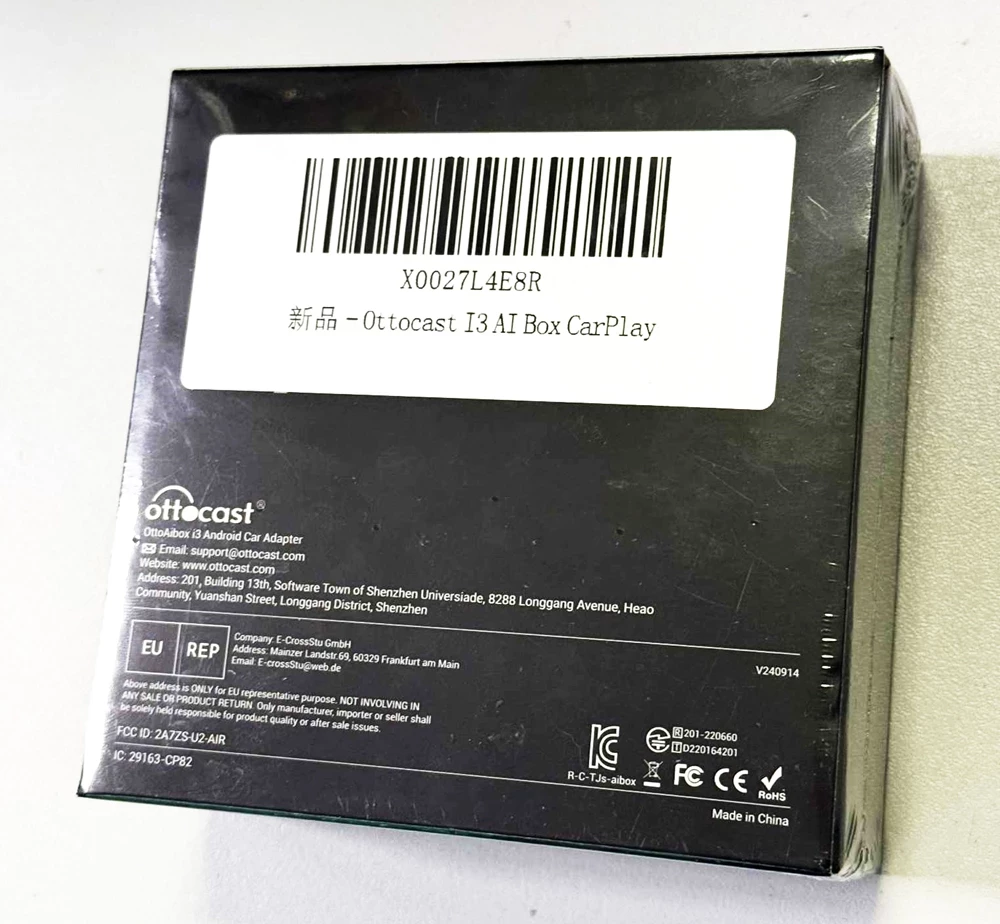 X0027L4E8R
新品 - Ottocast I3 AI Box CarPlay
ottocast®
OttoAibox i3 Android Car Adapter
Email: support@ottocast.com
Website: www.ottocast.com
Address: 201, Building 13th, Software Town of Shenzhen Universiade, 8288 Longgang Avenue, Heao
Community, Yuanshan Street, Longgang District, Shenzhen
EU REP
Company: E-CrossStu GmbH
Address: Mainzer Landstr.69, 60329 Frankfurt am Main
Email: E-crossStu@web.de
V240914
Above address is ONLY for EU representative purpose. NOT INVOLVING IN
ANY SALE OR PRODUCT RETURN. Only manufacturer, importer or seller shall
be solely held responsible for product quality or after sale issues.
FCC ID: 2A7ZS-U2-AIR
IC: 29163-CP82
R-C-TJs-aibox
R 201-220660
T D220164201
FC CE RoHS
Made in China